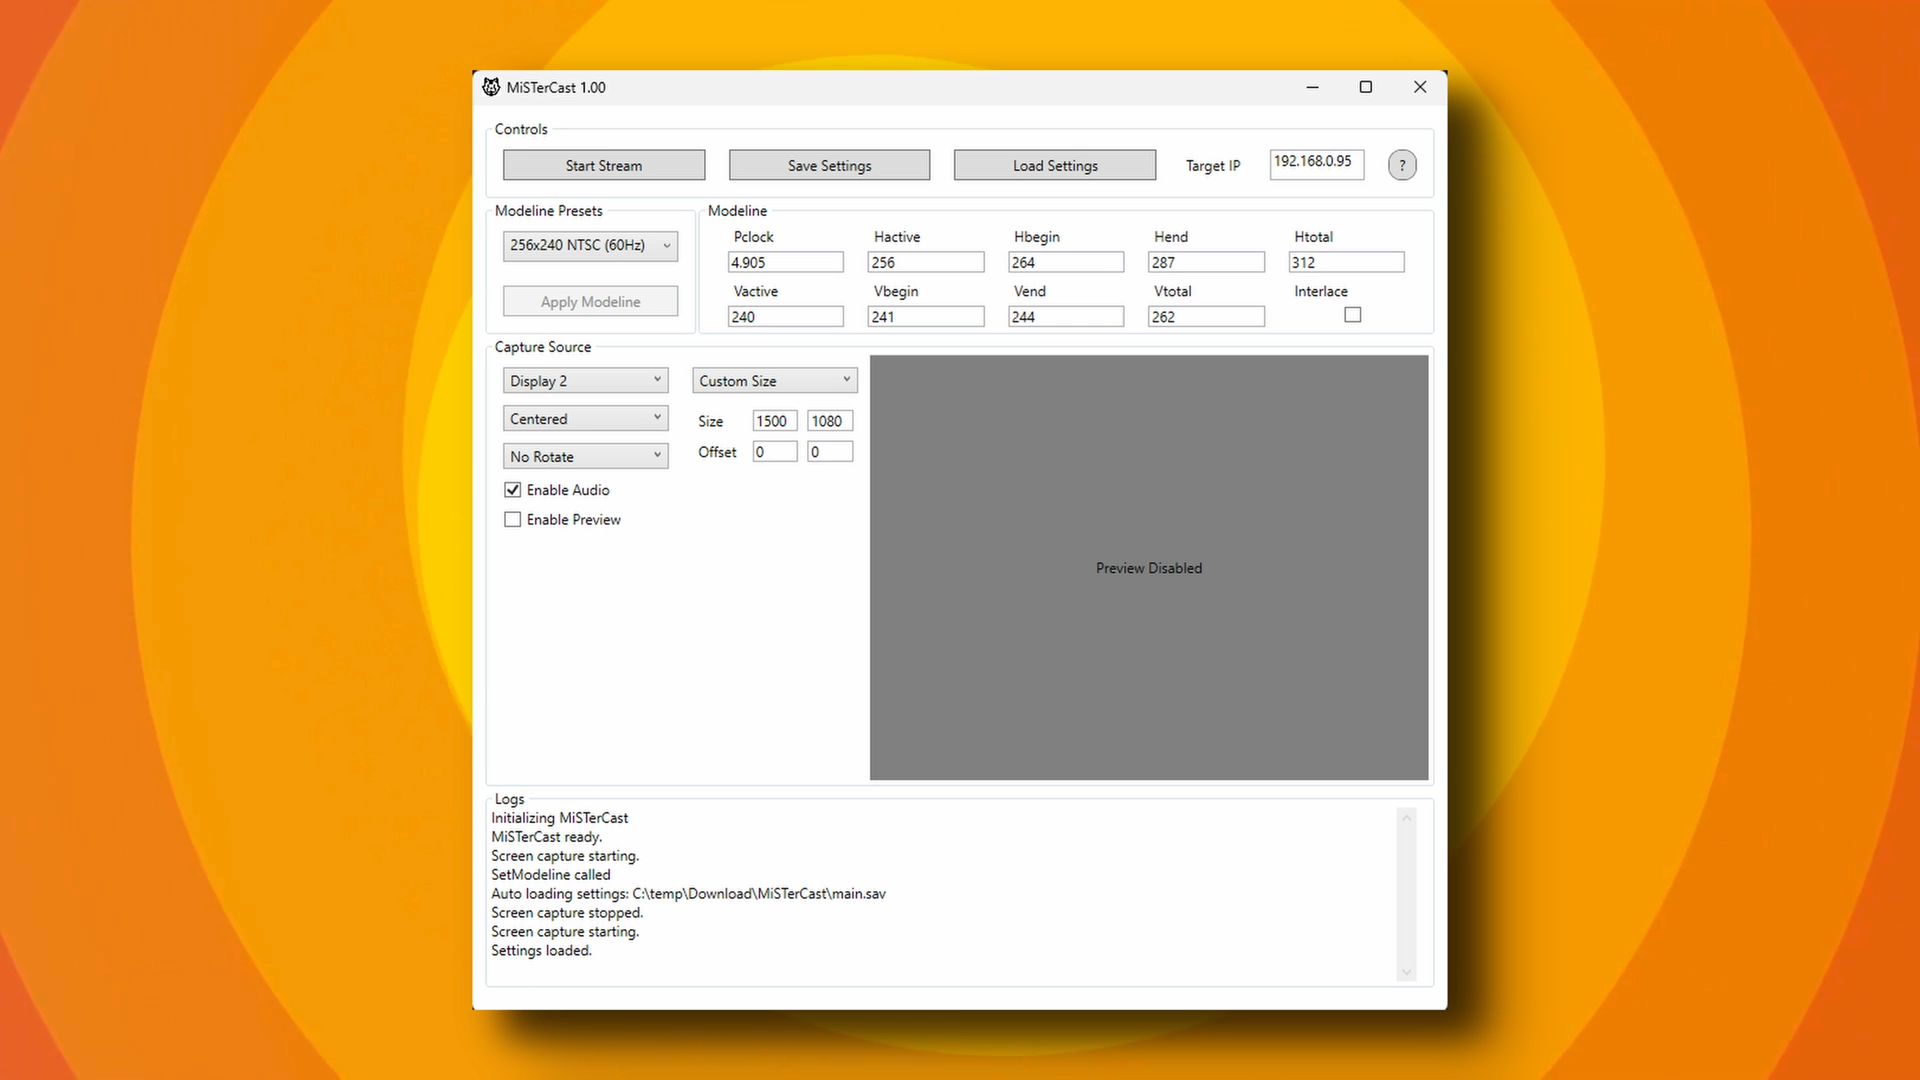 MiSTerCast 1.00
Controls
Start Stream
Save Settings
Load Settings
Target IP
192.168.0.95
?
Modeline Presets
256x240 NTSC (60Hz)
Apply Modeline
Modeline
Pclock Hactive Hbegin Hend Htotal
4.905 256 264 287 312
Vactive Vbegin Vend Vtotal Interlace
240 241 244 262
Capture Source
Display 2
Centered
No Rotate
Enable Audio
Enable Preview
Custom Size
Size 1500 1080
Offset 0 0
Preview Disabled
Logs
Initializing MiSTerCast
MiSTerCast ready.
Screen capture starting.
SetModeline called
Auto loading settings: C:\temp\Download\MiSTerCast\main.sav
Screen capture stopped.
Screen capture starting.
Settings loaded.